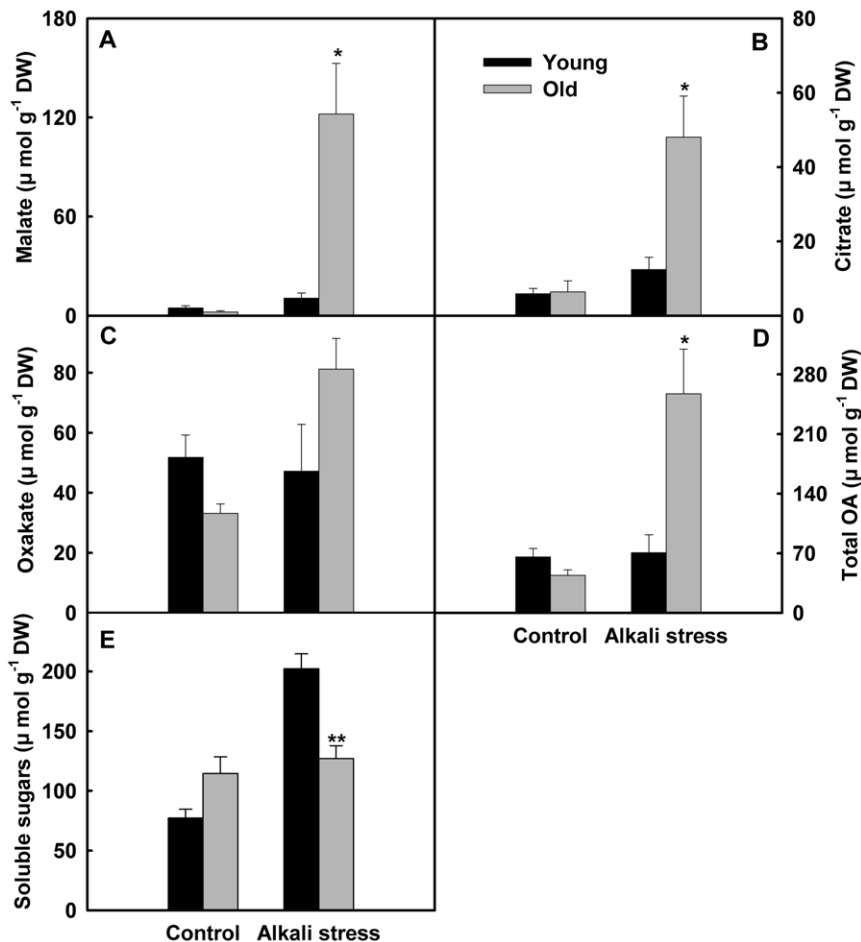 A
B
Young
Old
*
*
180
120
60
0
Malate (μ mol g⁻¹ DW)
80
60
40
20
0
Citrate (μ mol g⁻¹ DW)
C
D
*
80
60
40
20
0
Oxakate (μ mol g⁻¹ DW)
280
210
140
70
0
Total OA (μ mol g⁻¹ DW)
Control Alkali stress
E
**
200
150
100
50
0
Soluble sugars (μ mol g⁻¹ DW)
Control Alkali stress